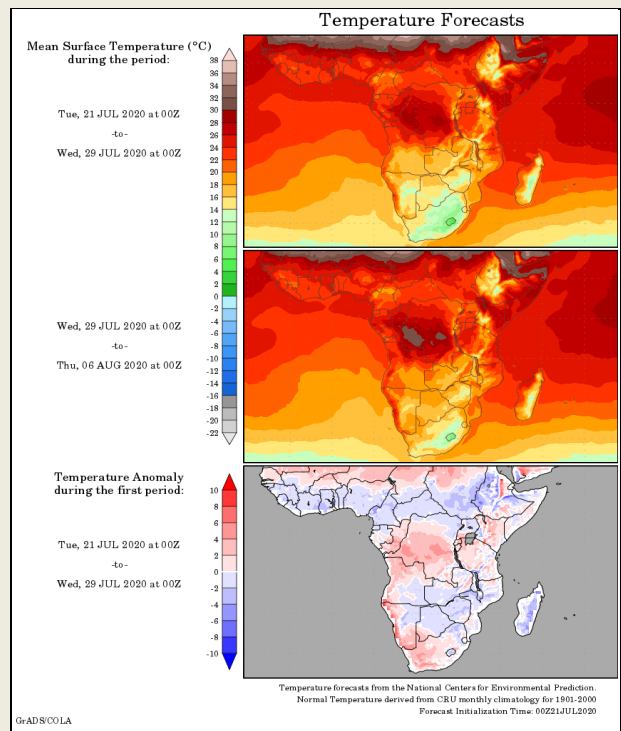 Temperature Forecasts
Mean Surface Temperature (°C)
during the period:
Tue, 21 JUL 2020 at 00Z
-to-
Wed, 29 JUL 2020 at 00Z
38
36
34
32
30
28
26
24
22
20
18
16
14
12
10
8
6
4
2
0
-2
-4
-6
-8
-10
-12
-14
-16
-17
-18
-20
-22
Wed, 29 JUL 2020 at 00Z
-to-
Thu, 06 AUG 2020 at 00Z
Temperature Anomaly
during the first period:
Tue, 21 JUL 2020 at 00Z
-to-
Wed, 29 JUL 2020 at 00Z
10
8
6
4
2
0
-2
-4
-6
-8
-10
Temperature forecasts from the National Centers for Environmental Prediction.
Normal Temperature derived from CRU monthly climatology for 1901-2000
Forecast Initialization Time: 00Z21JUL2020
GrADS/COLA